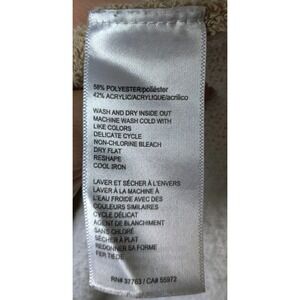 58% POLYESTER/poliéster
42% ACRYLIC/ACRYLIQUE/acrílico
WASH AND DRY INSIDE OUT
MACHINE WASH COLD WITH
LIKE COLORS
DELICATE CYCLE
NON-CHLORINE BLEACH
DRY FLAT
RESHAPE
COOL IRON
LAVER ET SÉCHER À L'ENVERS
LAVER À LA MACHINE À
L'EAU FROIDE AVEC DES
COULEURS SIMILAIRES
CYCLE DÉLICAT
AGENT DE BLANCHIMENT
SANS CHLORE
SÉCHER À PLAT
REDONNER SA FORME
FER TIÈDE
RN# 37763 / CA# 55972